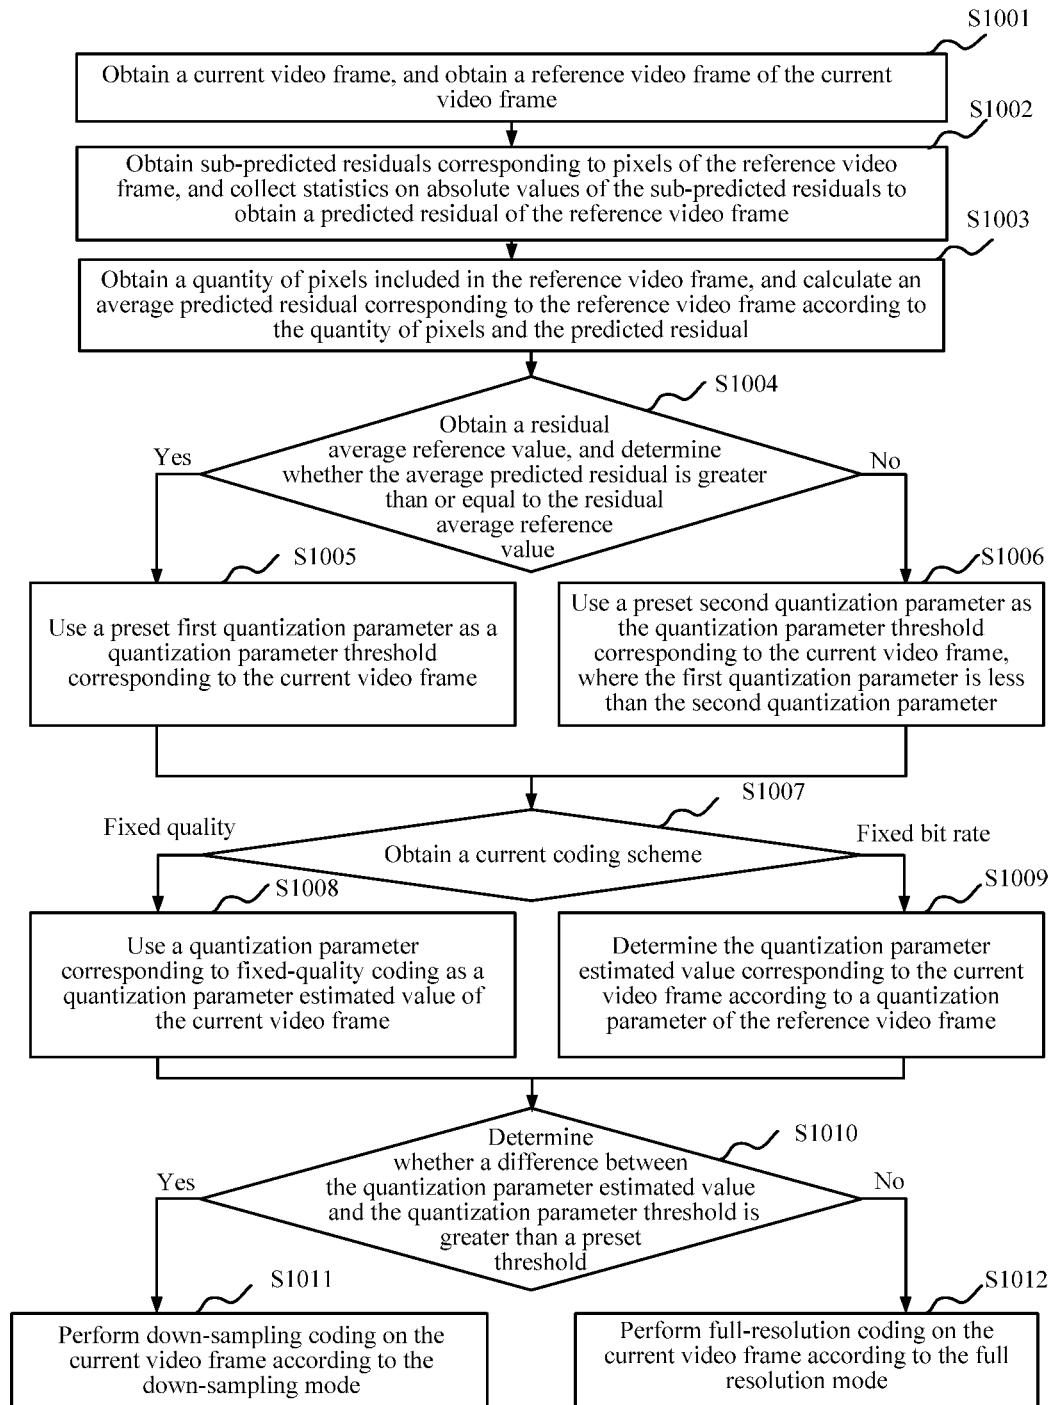 S1001
Obtain a current video frame, and obtain a reference video frame of the current
video frame
S1002
Obtain sub-predicted residuals corresponding to pixels of the reference video
frame, and collect statistics on absolute values of the sub-predicted residuals to
obtain a predicted residual of the reference video frame
S1003
Obtain a quantity of pixels included in the reference video frame, and calculate an
average predicted residual corresponding to the reference video frame according to
the quantity of pixels and the predicted residual
S1004
Obtain a residual
average reference value, and determine
whether the average predicted residual is greater
than or equal to the residual
average reference
value
Yes
No
S1005
Use a preset first quantization parameter as a
quantization parameter threshold
corresponding to the current video frame
S1006
Use a preset second quantization parameter as
the quantization parameter threshold
corresponding to the current video frame,
where the first quantization parameter is less
than the second quantization parameter
S1007
Obtain a current coding scheme
Fixed quality
Fixed bit rate
S1008
Use a quantization parameter
corresponding to fixed-quality coding as a
quantization parameter estimated value of
the current video frame
S1009
Determine the quantization parameter
estimated value corresponding to the current
video frame according to a quantization
parameter of the reference video frame
S1010
Determine
whether a difference between
the quantization parameter estimated value
and the quantization parameter threshold is
greater than a preset
threshold
Yes
No
S1011
Perform down-sampling coding on the
current video frame according to the
down-sampling mode
S1012
Perform full-resolution coding on the
current video frame according to the full
resolution mode